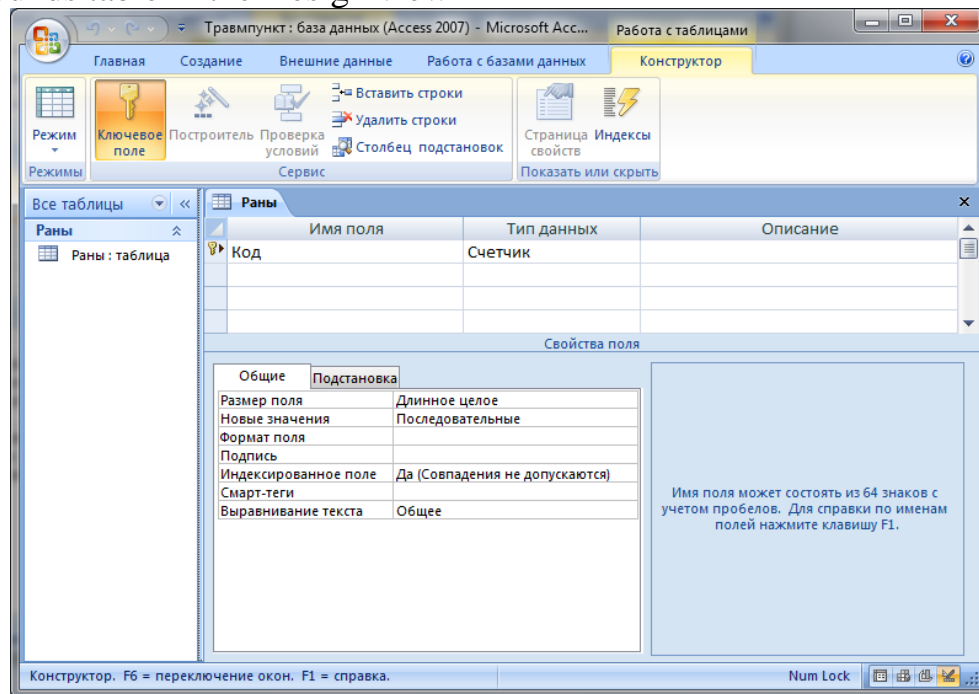 Травмпункт : база данных (Access 2007) - Microsoft Acc...
Работа с таблицами
Главная
Создание
Внешние данные
Работа с базами данных
Конструктор
Режим
Ключевое поле
Построитель
Проверка условий
Вставить строки
Удалить строки
Столбец подстановок
Страница свойств
Индексы
Режимы
Сервис
Показать или скрыть
Все таблицы
Раны
Раны : таблица
Раны
Имя поля
Тип данных
Описание
Код
Счетчик
Свойства поля
Общие
Подстановка
Размер поля
Длинное целое
Новые значения
Последовательные
Формат поля
Подпись
Индексированное поле
Да (Совпадения не допускаются)
Смарт-теги
Выравнивание текста
Общее
Имя поля может состоять из 64 знаков с
учетом пробелов. Для справки по именам
полей нажмите клавишу F1.
Конструктор. F6 = переключение окон. F1 = справка.
Num Lock